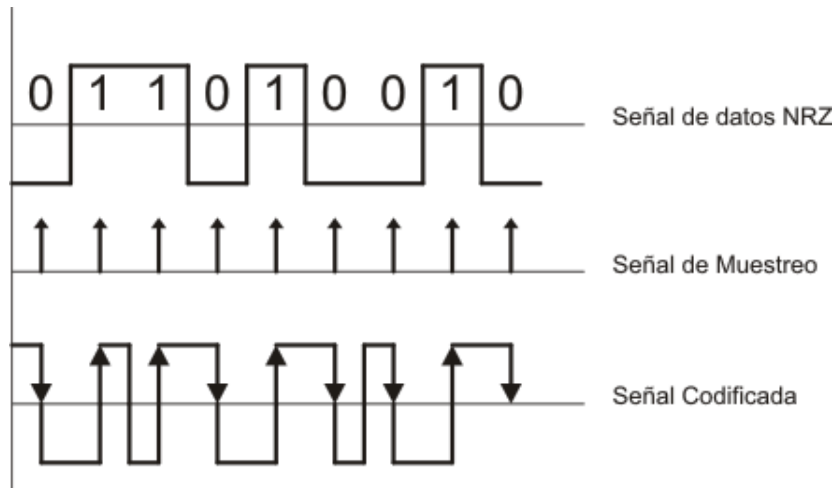 0 1 1 0 1 0 0 1 0
Señal de datos NRZ
Señal de Muestreo
Señal Codificada